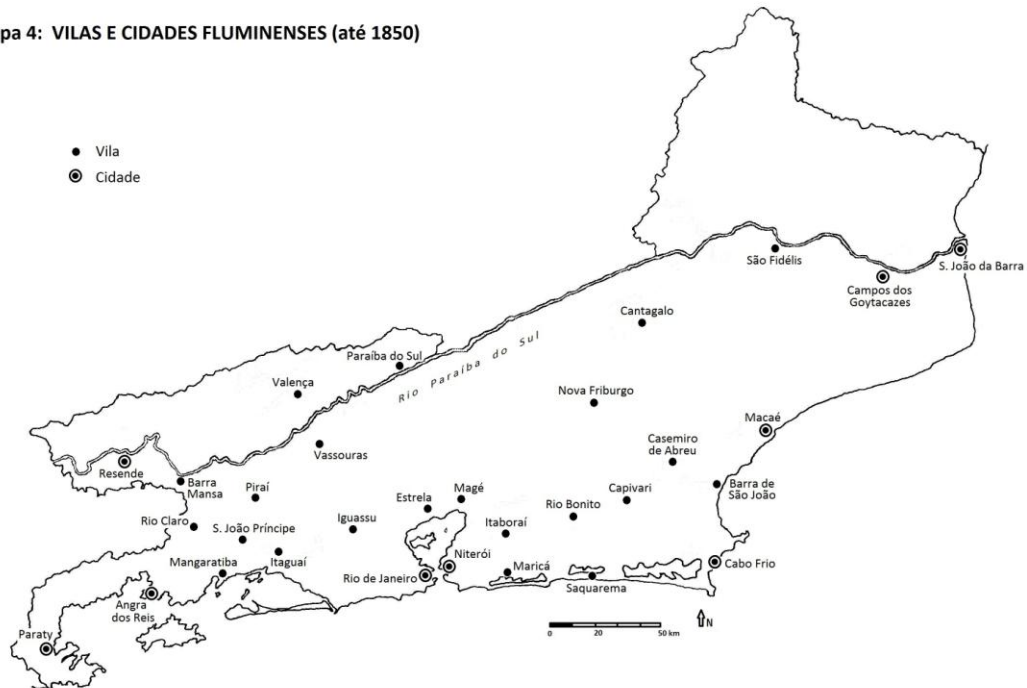 pa 4: VILAS E CIDADES FLUMINENSES (até 1850)
Vila
Cidade
São Fidélis
S. João da Barra
Campos dos
Goytacazes
Cantagalo
Rio Paraíba do Sul
Paraíba do Sul
Valença
Nova Friburgo
Macaé
Vassouras
Casemiro
de Abreu
Resende
Barra
Mansa
Piraí
Estrela
Magé
Capivari
Barra de
São João
Rio Bonito
Rio Claro
S. João Príncipe
Iguassu
Itaboraí
Mangaratiba
Itaguaí
Niterói
Rio de Janeiro
Maricá
Cabo Frio
Saquarema
Angra
dos Reis
Paraty
N
0 20 50 km